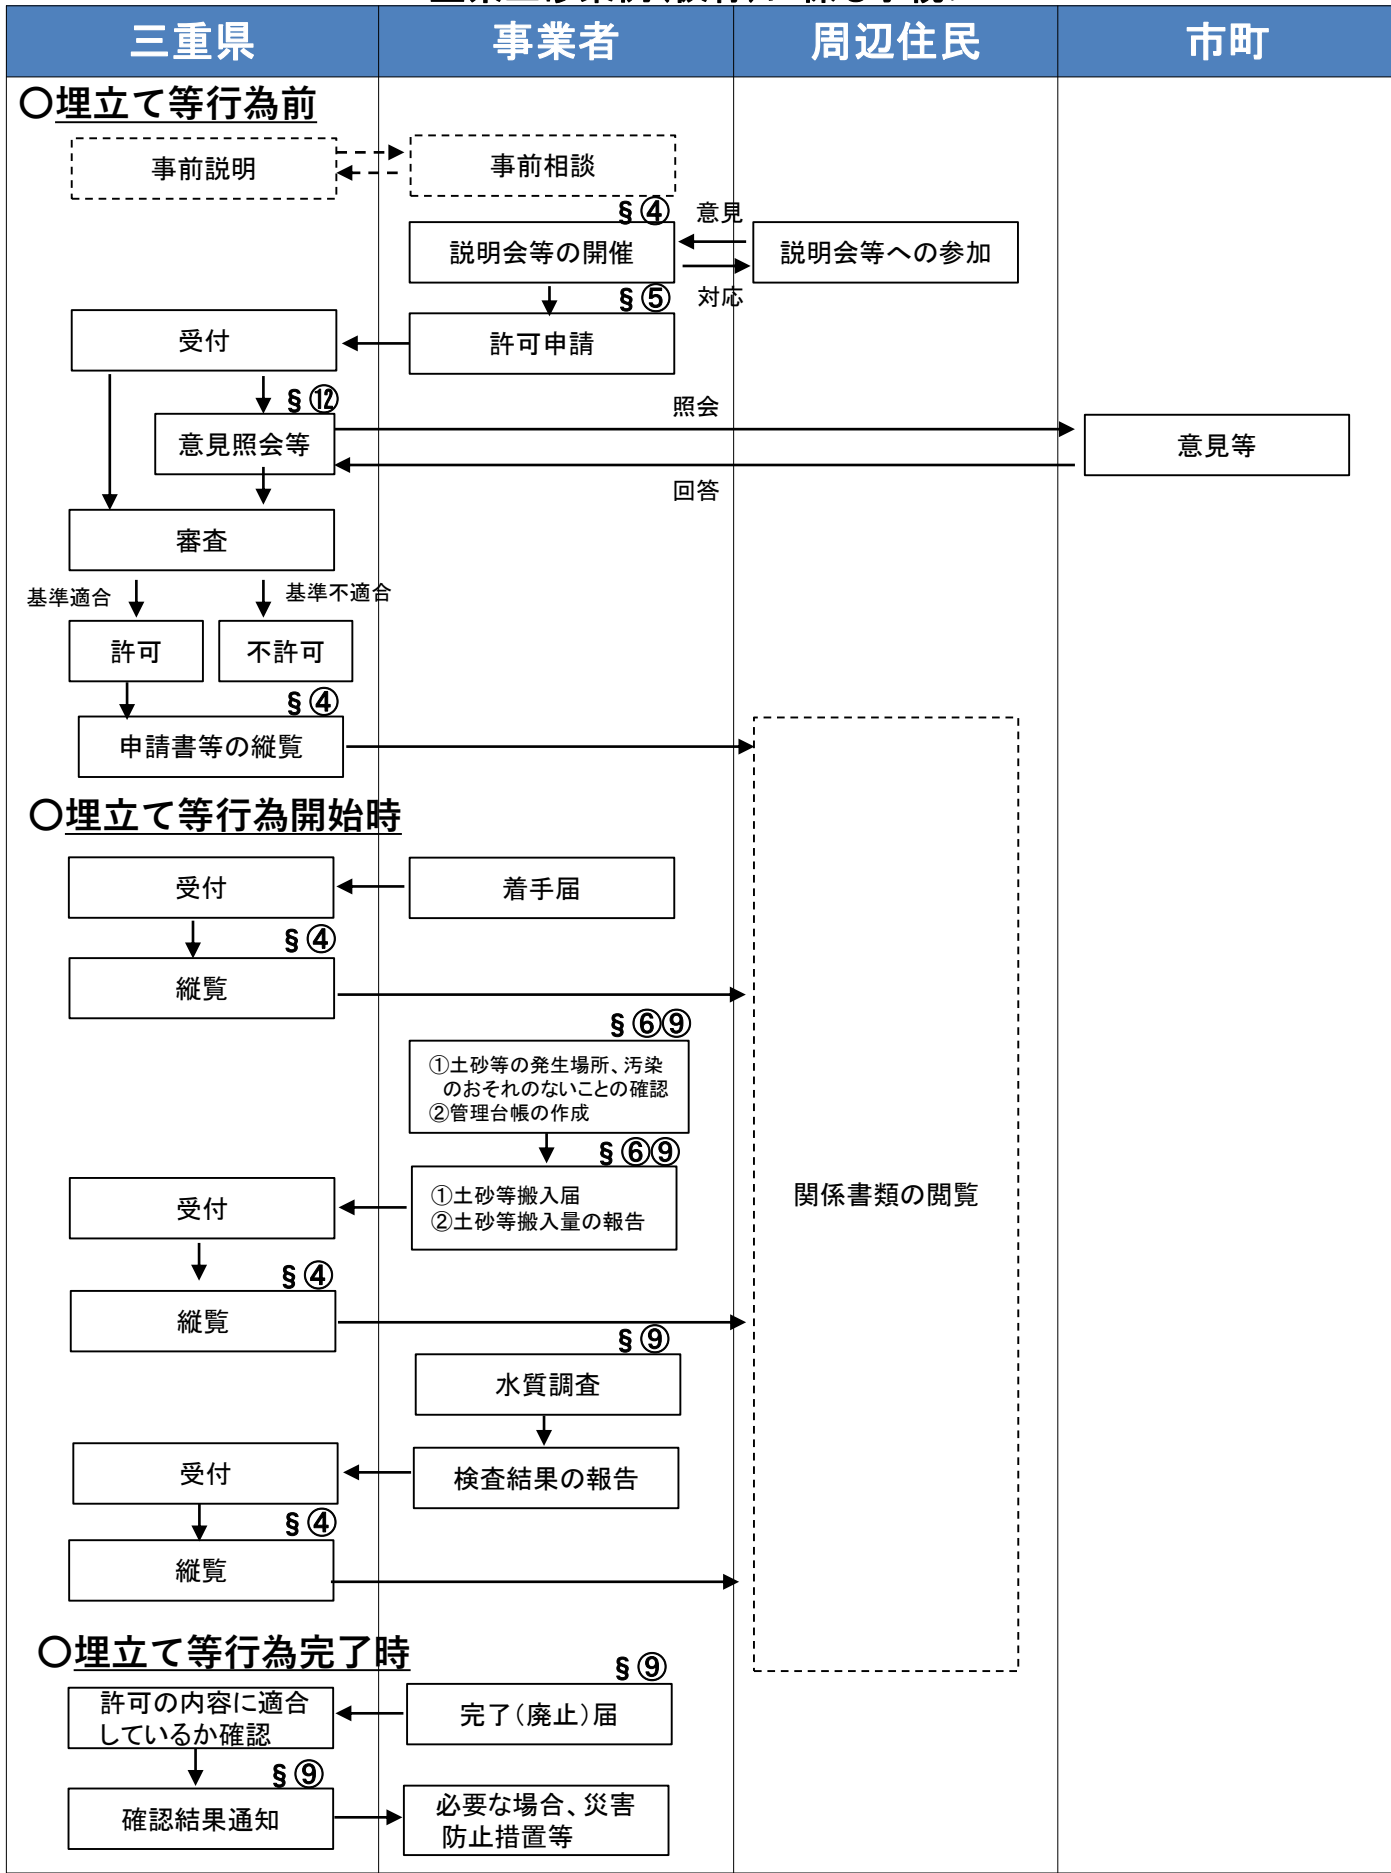 三重県 事業者 周辺住民 市町
〇埋立て等行為前
事前説明
事前相談
§④
意見
説明会等の開催
説明会等への参加
§⑤
対応
受付
許可申請
§⑫
照会
意見照会等
意見等
回答
審査
基準適合
基準不適合
許可
不許可
§④
申請書等の縦覧
〇埋立て等行為開始時
受付
着手届
§④
縦覧
§⑥⑨
①土砂等の発生場所、汚染
のおそれのないことの確認
②管理台帳の作成
§⑥⑨
受付
①土砂等搬入届
②土砂等搬入量の報告
関係書類の閲覧
§④
縦覧
§⑨
水質調査
受付
検査結果の報告
§④
縦覧
〇埋立て等行為完了時
§⑨
許可の内容に適合
しているか確認
完了(廃止)届
§⑨
確認結果通知
必要な場合、災害
防止措置等